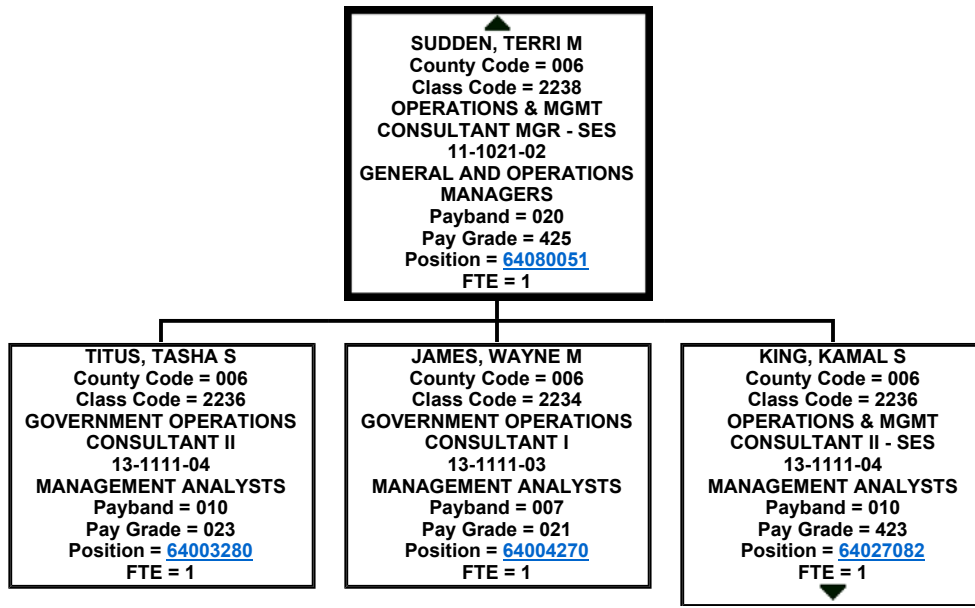 SUDDEN, TERRI M
County Code = 006
Class Code = 2238
OPERATIONS & MGMT
CONSULTANT MGR - SES
11-1021-02
GENERAL AND OPERATIONS
MANAGERS
Payband = 020
Pay Grade = 425
Position = 64080051
FTE = 1
TITUS, TASHA S
County Code = 006
Class Code = 2236
GOVERNMENT OPERATIONS
CONSULTANT II
13-1111-04
MANAGEMENT ANALYSTS
Payband = 010
Pay Grade = 023
Position = 64003280
FTE = 1
JAMES, WAYNE M
County Code = 006
Class Code = 2234
GOVERNMENT OPERATIONS
CONSULTANT I
13-1111-03
MANAGEMENT ANALYSTS
Payband = 007
Pay Grade = 021
Position = 64004270
FTE = 1
KING, KAMAL S
County Code = 006
Class Code = 2236
OPERATIONS & MGMT
CONSULTANT II - SES
13-1111-04
MANAGEMENT ANALYSTS
Payband = 010
Pay Grade = 423
Position = 64027082
FTE = 1